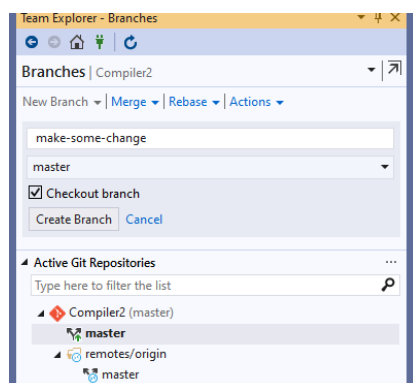 Team Explorer - Branches
Branches | Compiler2
New Branch | Merge | Rebase | Actions
make-some-change
master
Checkout branch
Create Branch Cancel
Active Git Repositories
Type here to filter the list
Compiler2 (master)
master
remotes/origin
master